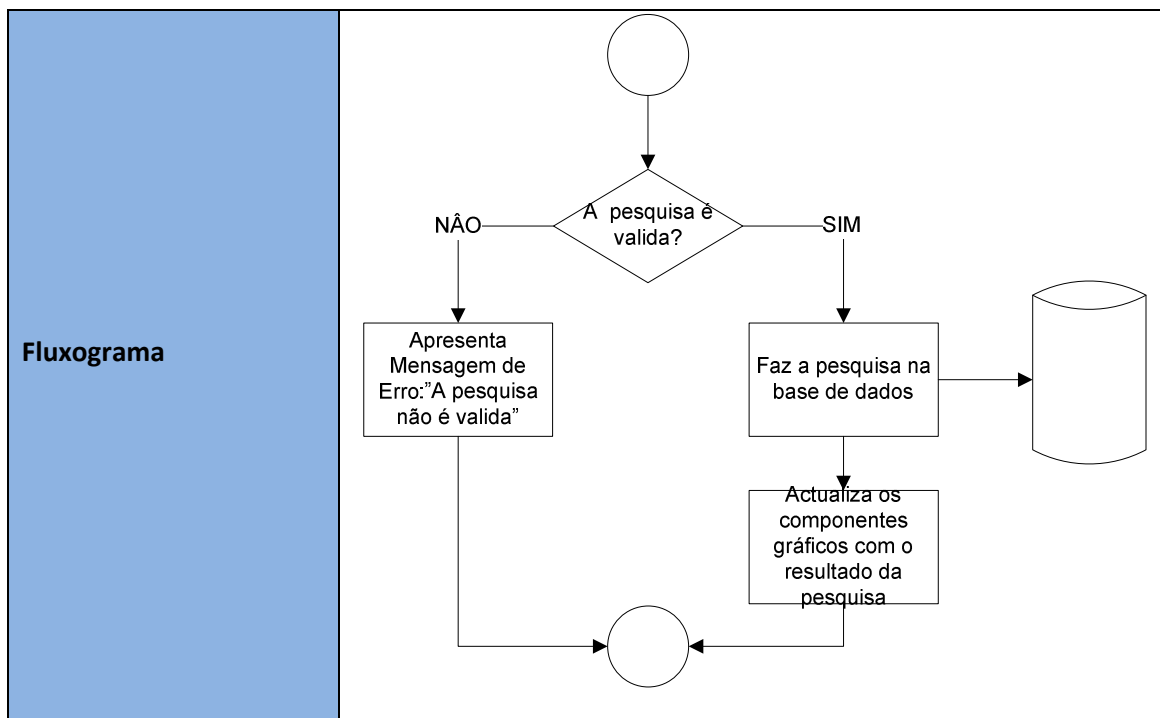 Fluxograma
A  pesquisa é
valida?
NÂO
SIM
Apresenta
Mensagem de
Erro:”A pesquisa
não é valida”
Faz a pesquisa na
base de dados
Actualiza os
componentes
gráficos com o
resultado da
pesquisa